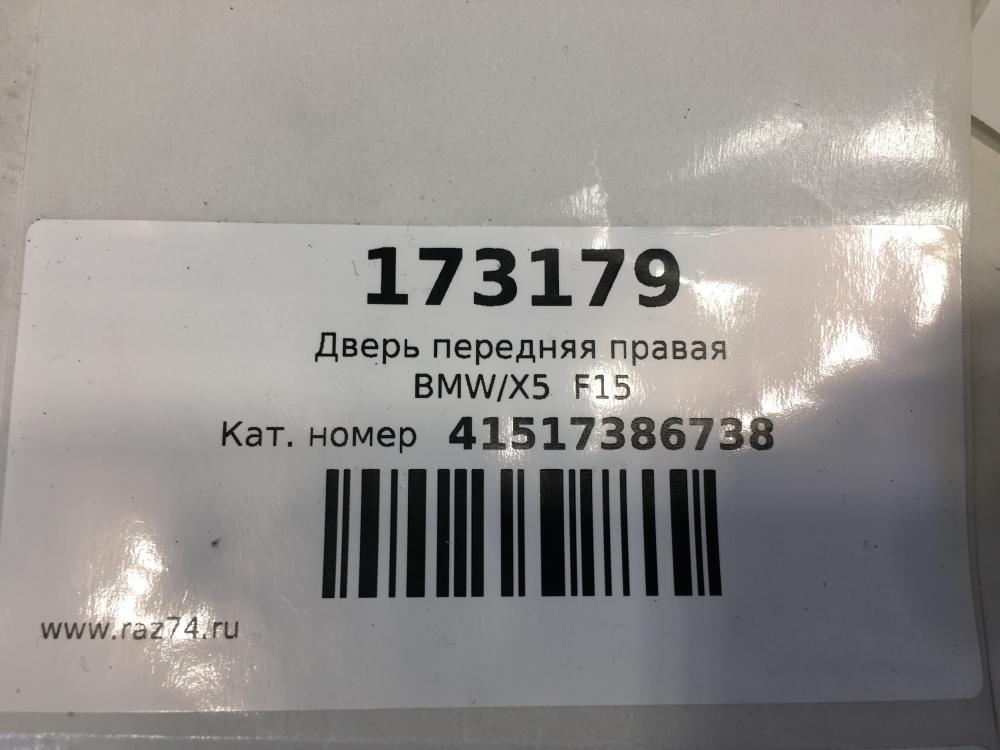 173179
Дверь передняя правая
BMW/X5 F15
Кат. номер 41517386738
www.raz74.ru